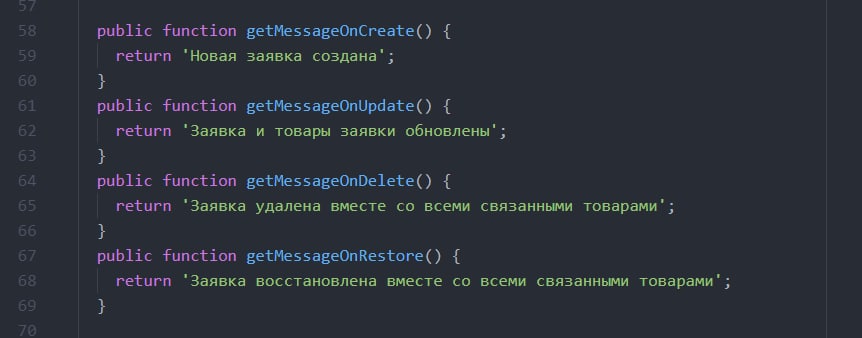 57
58 public function getMessageOnCreate() {
59 return 'Новая заявка создана';
60 }
61 public function getMessageOnUpdate() {
62 return 'Заявка и товары заявки обновлены';
63 }
64 public function getMessageOnDelete() {
65 return 'Заявка удалена вместе со всеми связанными товарами';
66 }
67 public function getMessageOnRestore() {
68 return 'Заявка восстановлена вместе со всеми связанными товарами';
69 }
70